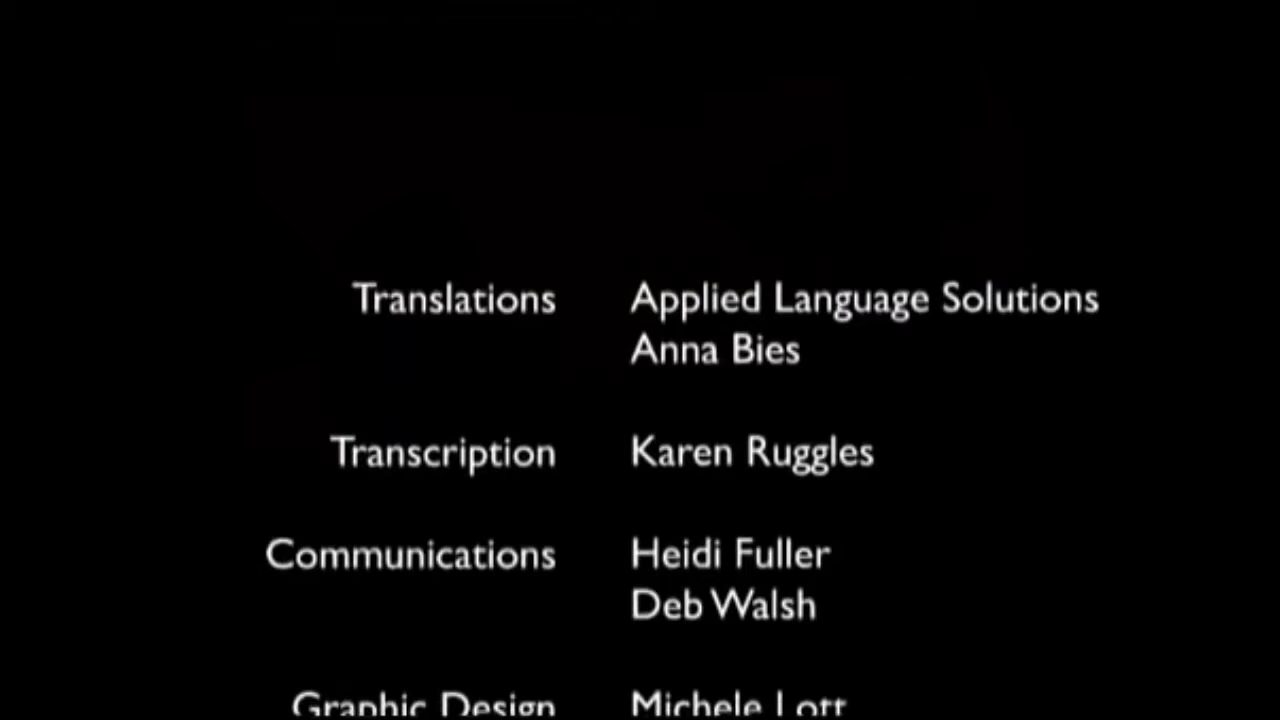 Translations Applied Language Solutions
Anna Bies
Transcription Karen Ruggles
Communications Heidi Fuller
Deb Walsh
Graphic Design Michele Lott